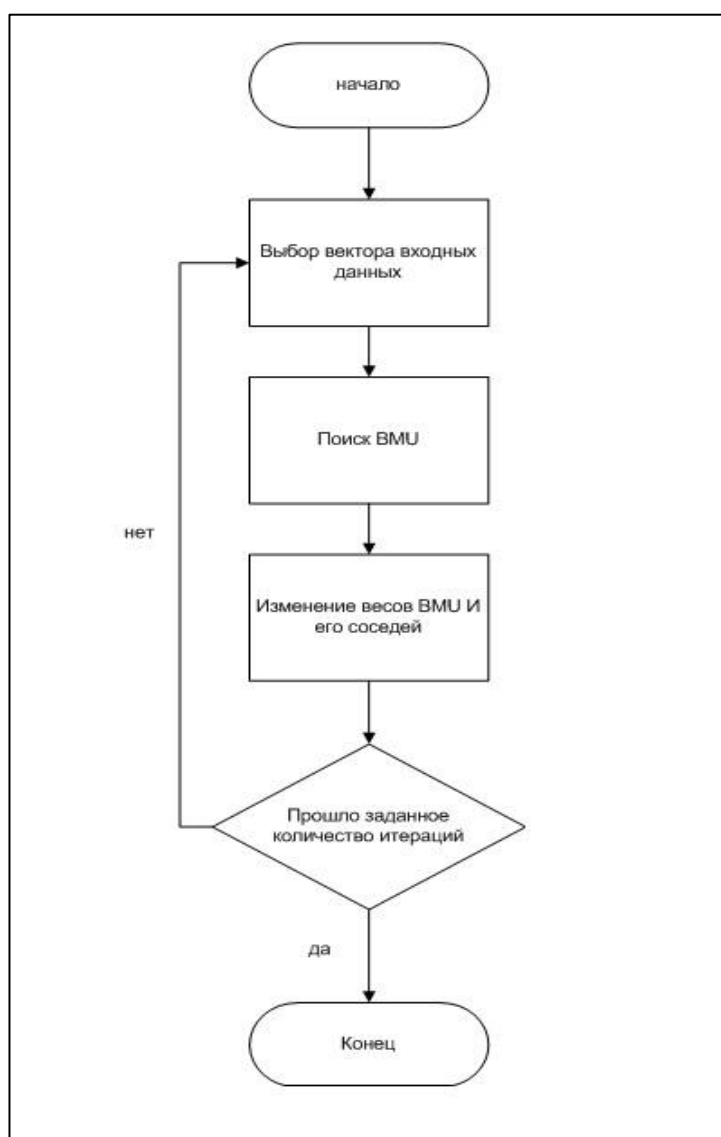 начало
Выбор вектора входных
данных
Поиск BMU
нет
Изменение весов BMU И
его соседей
Прошло заданное
количество итераций
да
Конец